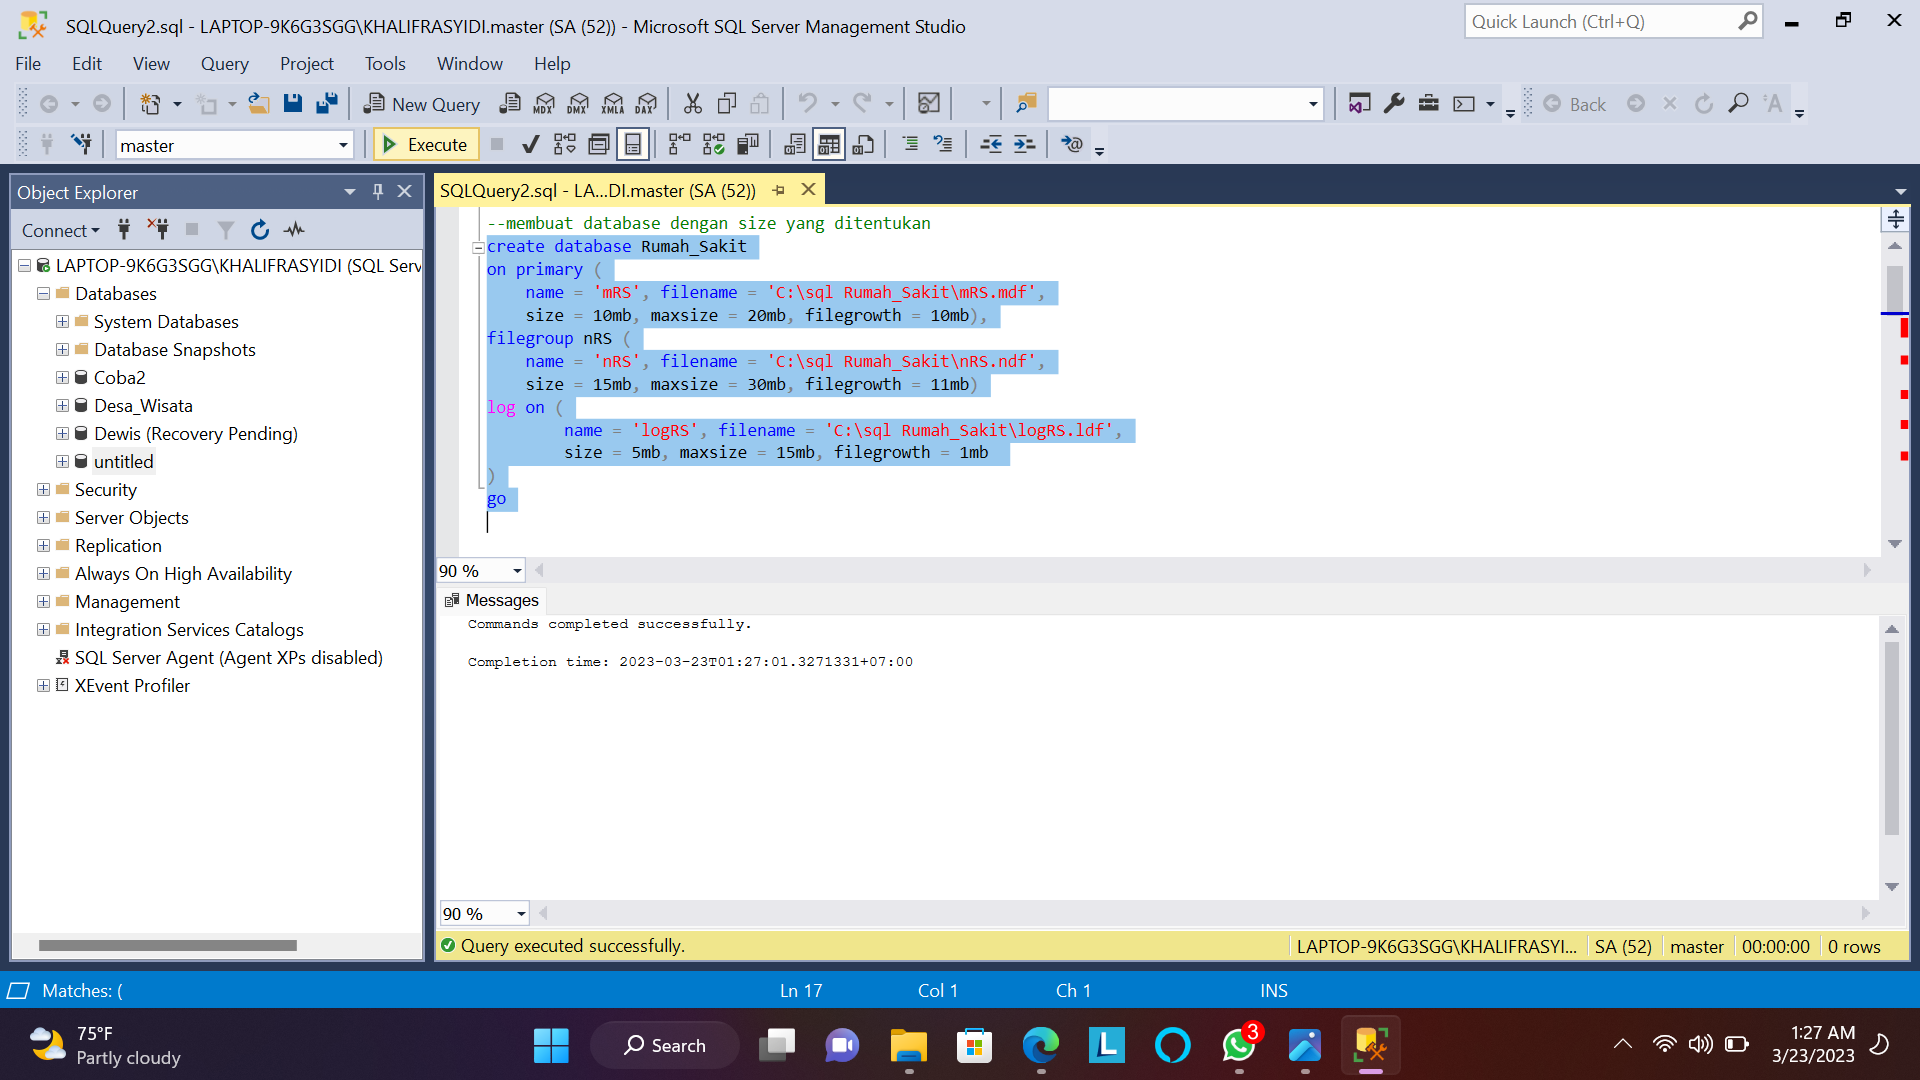 SQLQuery2.sql - LAPTOP-9K6G3SGG\KHALIFRASYIDI.master (SA (52)) - Microsoft SQL Server Management Studio
Quick Launch (Ctrl+Q)
File Edit View Query Project Tools Window Help
New Query MDX DMX XMLA DAX Back
master Execute
Object Explorer
Connect
LAPTOP-9K6G3SGG\KHALIFRASYIDI (SQL Serv
Databases
System Databases
Database Snapshots
Coba2
Desa_Wisata
Dewis (Recovery Pending)
untitled
Security
Server Objects
Replication
Always On High Availability
Management
Integration Services Catalogs
SQL Server Agent (Agent XPs disabled)
XEvent Profiler
SQLQuery2.sql - LA...DI.master (SA (52))
--membuat database dengan size yang ditentukan
create database Rumah_Sakit
on primary (
name = 'mRS', filename = 'C:\sql Rumah_Sakit\mRS.mdf',
size = 10mb, maxsize = 20mb, filegrowth = 10mb),
filegroup nRS (
name = 'nRS', filename = 'C:\sql Rumah_Sakit\nRS.ndf',
size = 15mb, maxsize = 30mb, filegrowth = 11mb)
log on (
name = 'logRS', filename = 'C:\sql Rumah_Sakit\logRS.ldf',
size = 5mb, maxsize = 15mb, filegrowth = 1mb
)
go
90 %
Messages
Commands completed successfully.
Completion time: 2023-03-23T01:27:01.3271331+07:00
90 %
Query executed successfully. LAPTOP-9K6G3SGG\KHALIFRASYI... SA (52) master 00:00:00 0 rows
Matches: ( Ln 17 Col 1 Ch 1 INS
75°F
Partly cloudy
Search
L
3
1:27 AM
3/23/2023